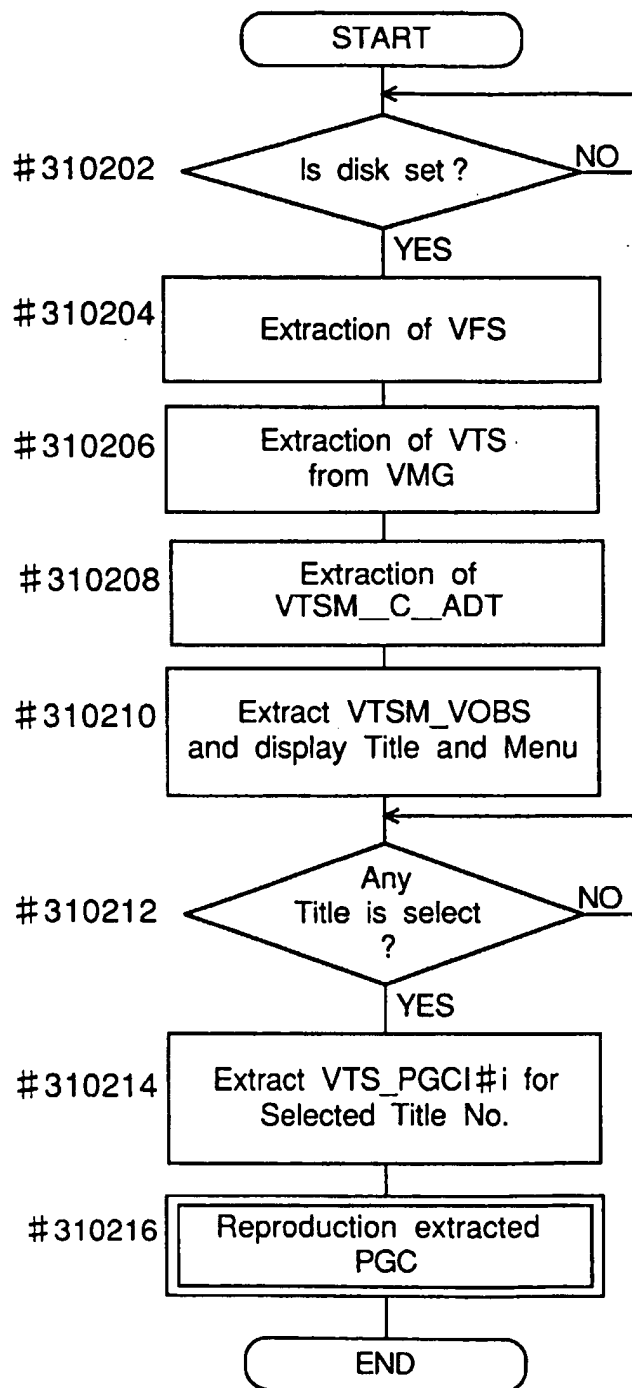 START
#310202
Is disk set ?
NO
YES
#310204
Extraction of VFS
#310206
Extraction of VTS
from VMG
#310208
Extraction of
VTSM__C__ADT
#310210
Extract VTSM_VOBS
and display Title and Menu
#310212
Any
Title is select
?
NO
YES
#310214
Extract VTS_PGCI#i for
Selected Title No.
#310216
Reproduction extracted
PGC
END